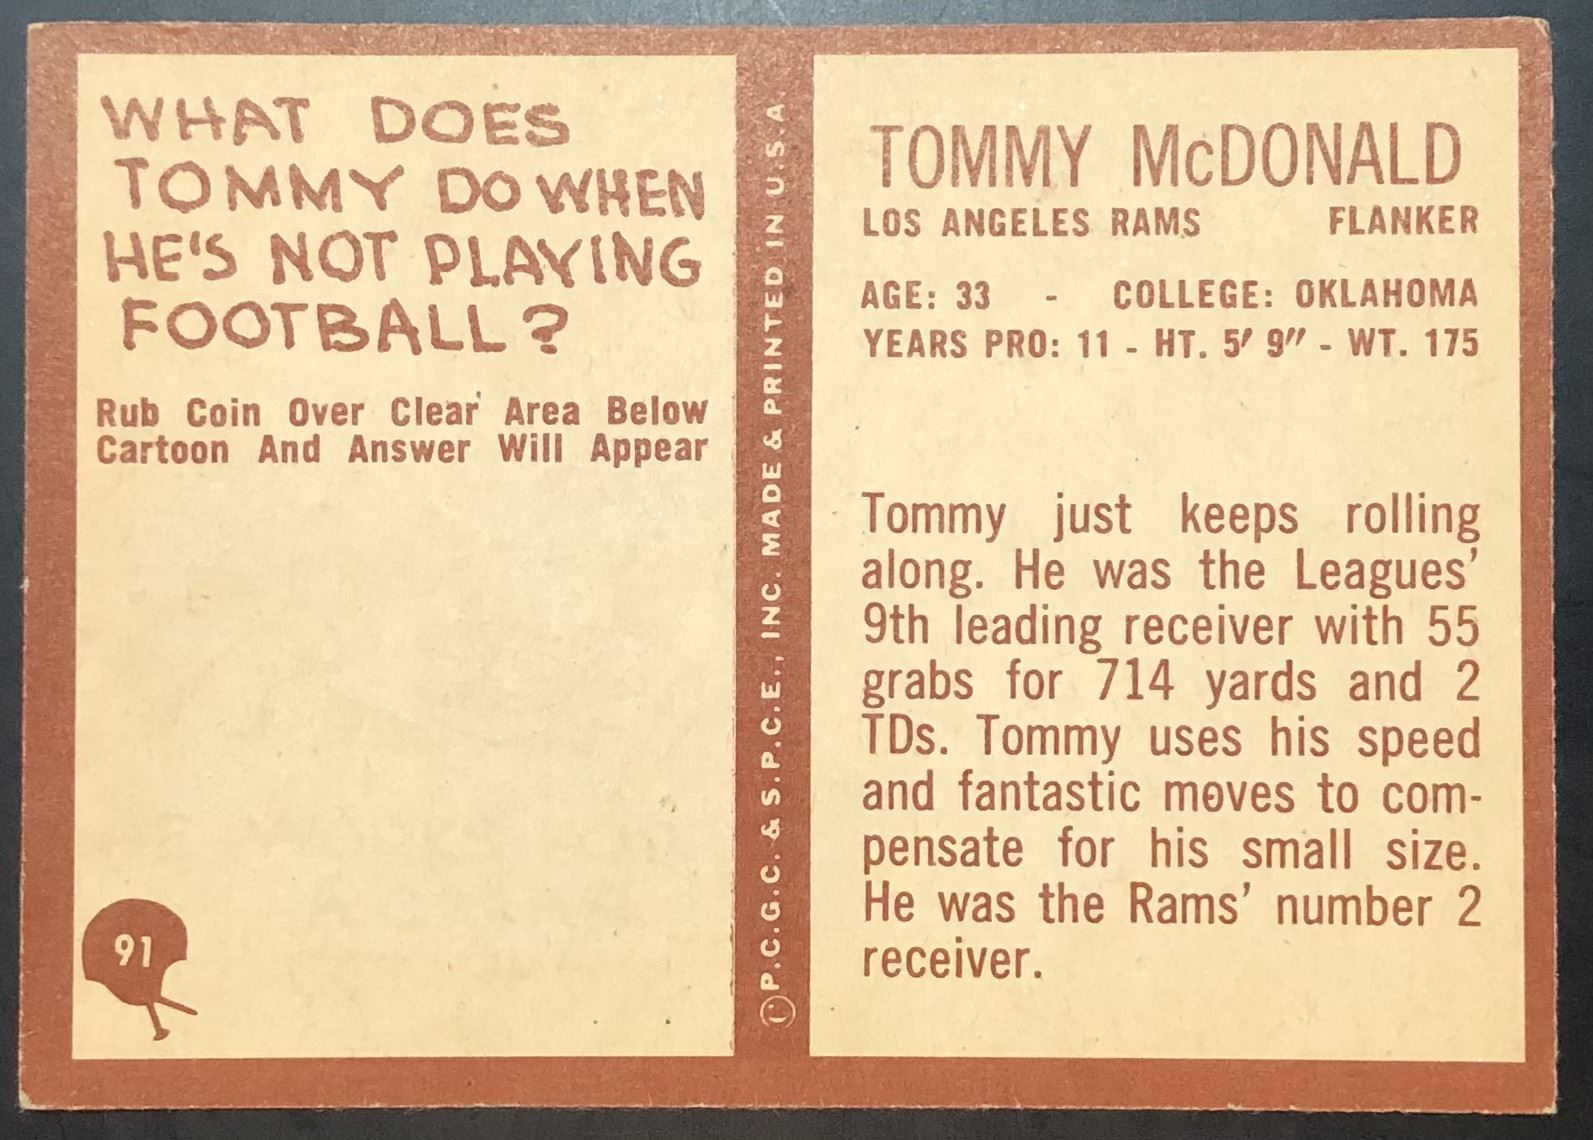 WHAT DOES
TOMMY DO WHEN
HE'S NOT PLAYING
FOOTBALL?
Rub Coin Over Clear Area Below
Cartoon And Answer Will Appear
91
Ⓒ P.C.G.C. & S.P.C.E., INC. MADE & PRINTED IN U.S.A.
TOMMY McDONALD
LOS ANGELES RAMS FLANKER
AGE: 33 - COLLEGE: OKLAHOMA
YEARS PRO: 11 - HT. 5' 9" - WT. 175
Tommy just keeps rolling
along. He was the Leagues'
9th leading receiver with 55
grabs for 714 yards and 2
TDs. Tommy uses his speed
and fantastic moves to com-
pensate for his small size.
He was the Rams' number 2
receiver.